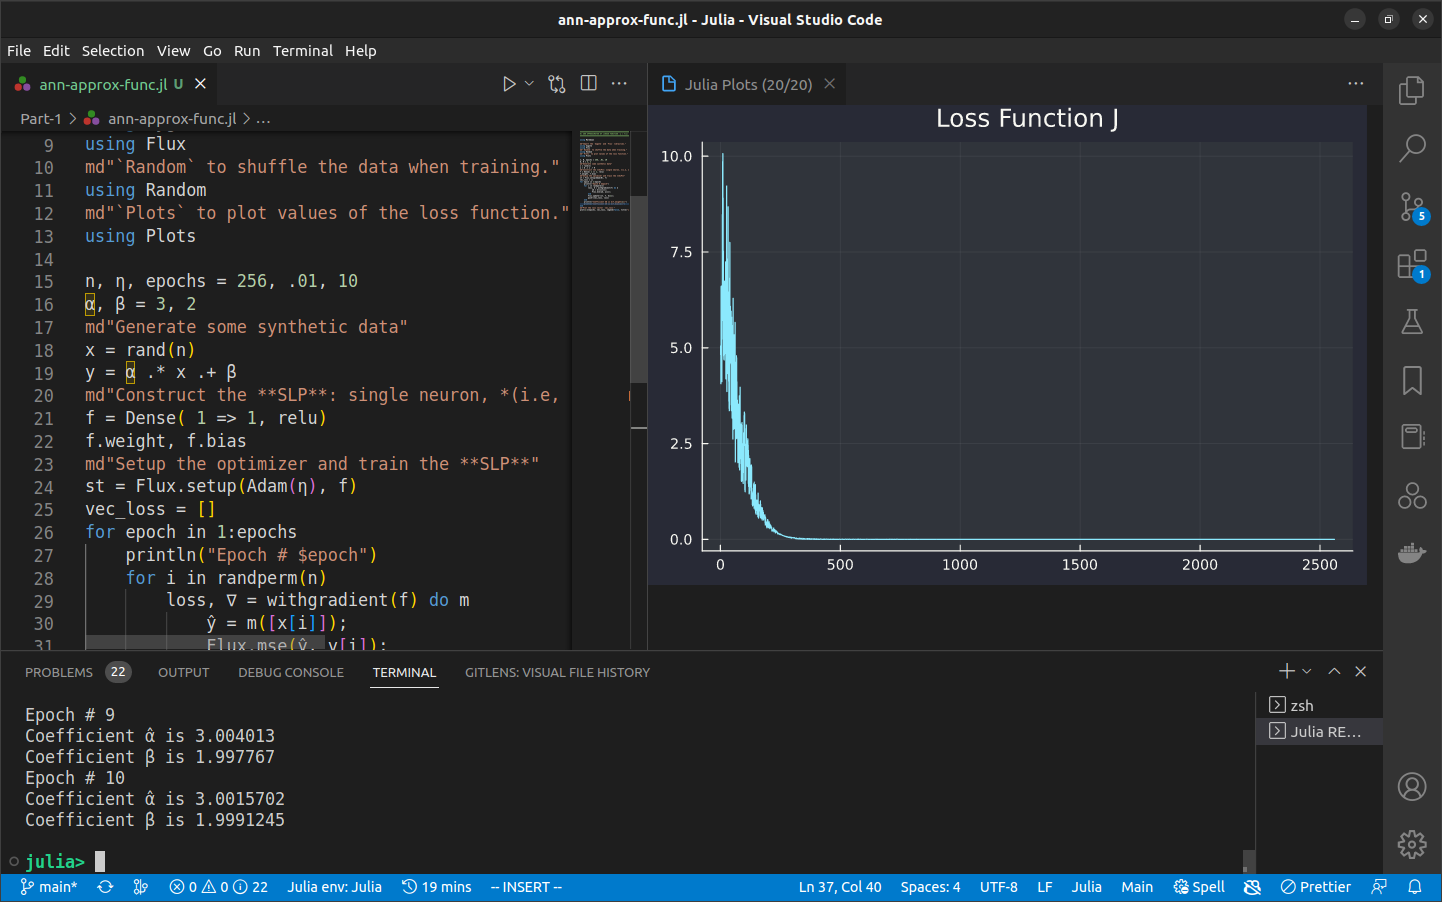 ann-approx-func.jl - Julia - Visual Studio Code
File Edit Selection View Go Run Terminal Help
ann-approx-func.jl U
Julia Plots (20/20)
Part-1 > ann-approx-func.jl > ...
9 using Flux
10 md"`Random` to shuffle the data when training."
11 using Random
12 md"`Plots` to plot values of the loss function."
13 using Plots
14
15 n, η, epochs = 256, .01, 10
16 α, β = 3, 2
17 md"Generate some synthetic data"
18 x = rand(n)
19 y = α .* x .+ β
20 md"Construct the **SLP**: single neuron, *(i.e,
21 f = Dense( 1 => 1, relu)
22 f.weight, f.bias
23 md"Setup the optimizer and train the **SLP**"
24 st = Flux.setup(Adam(η), f)
25 vec_loss = []
26 for epoch in 1:epochs
27 println("Epoch # $epoch")
28 for i in randperm(n)
29 loss, ∇ = withgradient(f) do m
30 ŷ = m([x[i]]);
31 Flux.mse(ŷ, y[i]);
Loss Function J
10.0
7.5
5.0
2.5
0.0
0 500 1000 1500 2000 2500
5
1
PROBLEMS 22 OUTPUT DEBUG CONSOLE TERMINAL GITLENS: VISUAL FILE HISTORY
Epoch # 9
Coefficient α̂ is 3.004013
Coefficient β̂ is 1.997767
Epoch # 10
Coefficient α̂ is 3.0015702
Coefficient β̂ is 1.9991245
julia>
zsh
Julia RE...
main* 0 0 22 Julia env: Julia 19 mins -- INSERT -- Ln 37, Col 40 Spaces: 4 UTF-8 LF Julia Main Spell Prettier